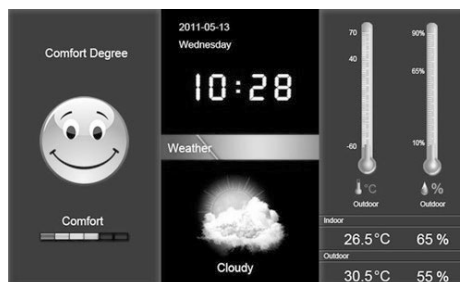 Comfort Degree
Comfort
2011-05-13
Wednesday
10:28
Weather
Cloudy
70
40
-60
°C
Outdoor
90%
65%
10%
%
Outdoor
Indoor
26.5°C 65 %
Outdoor
30.5°C 55 %